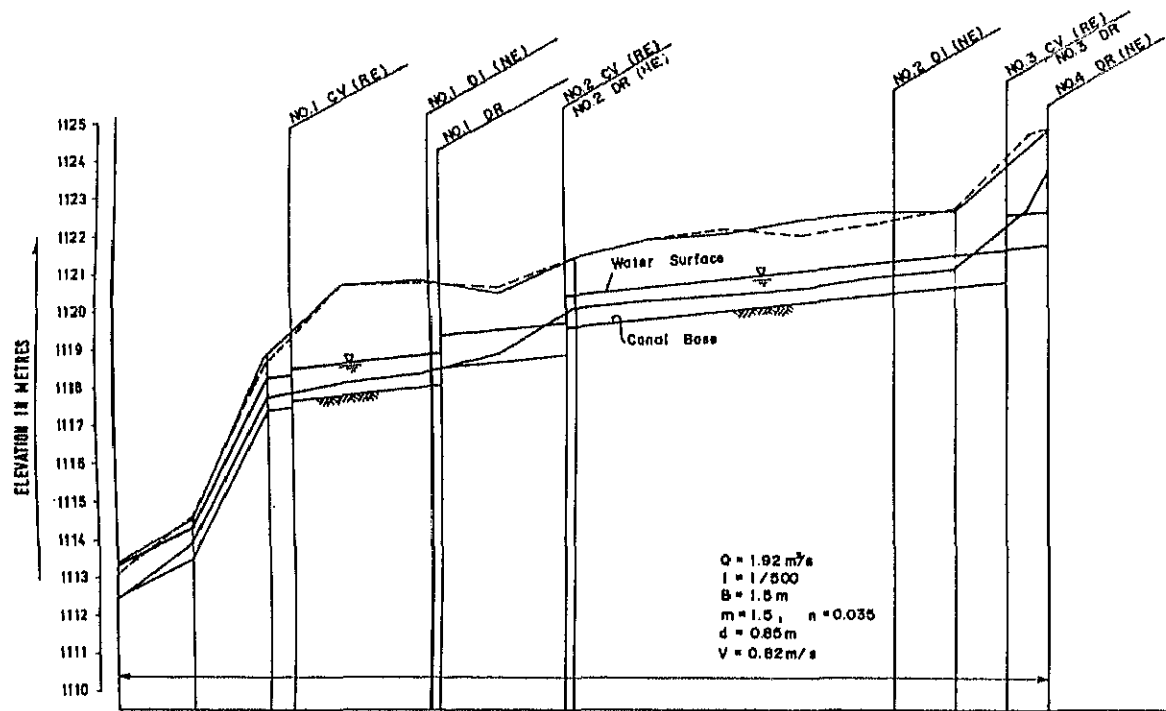 NO.1 CV (RE)
NO.1 DI (NE)
NO.1 DR
NO.2 CV (RE)
NO.2 DR (NE)
NO.2 DI (NE)
NO.3 CV (RE)
NO.3 DR
NO.4 DR (NE)
ELEVATION IN METRES
1125
1124
1123
1122
1121
1120
1119
1118
1117
1116
1115
1114
1113
1112
1111
1110
Water Surface
Canal Base
Q = 1.92 m³/s
I = 1/500
B = 1.5 m
m = 1.5, n = 0.035
d = 0.85 m
V = 0.82 m/s